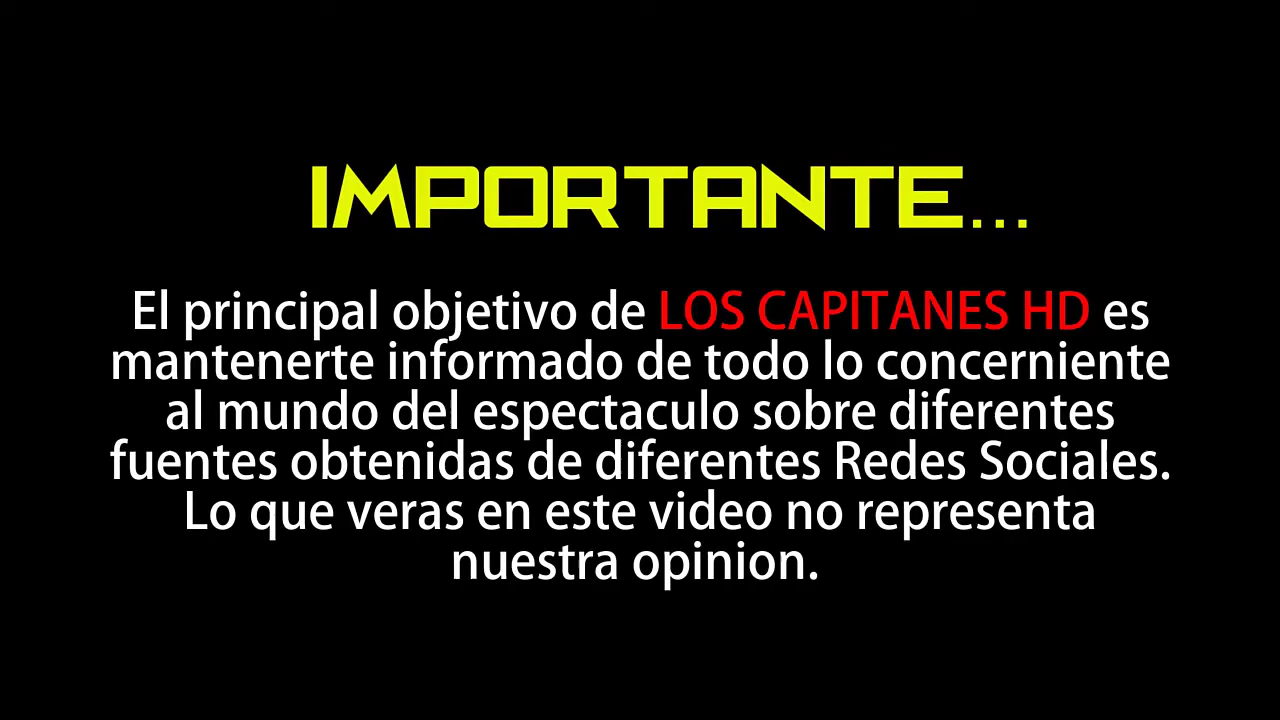 IMPORTANTE...
El principal objetivo de LOS CAPITANES HD es
mantenerte informado de todo lo concerniente
al mundo del espectaculo sobre diferentes
fuentes obtenidas de diferentes Redes Sociales.
Lo que veras en este video no representa
nuestra opinion.